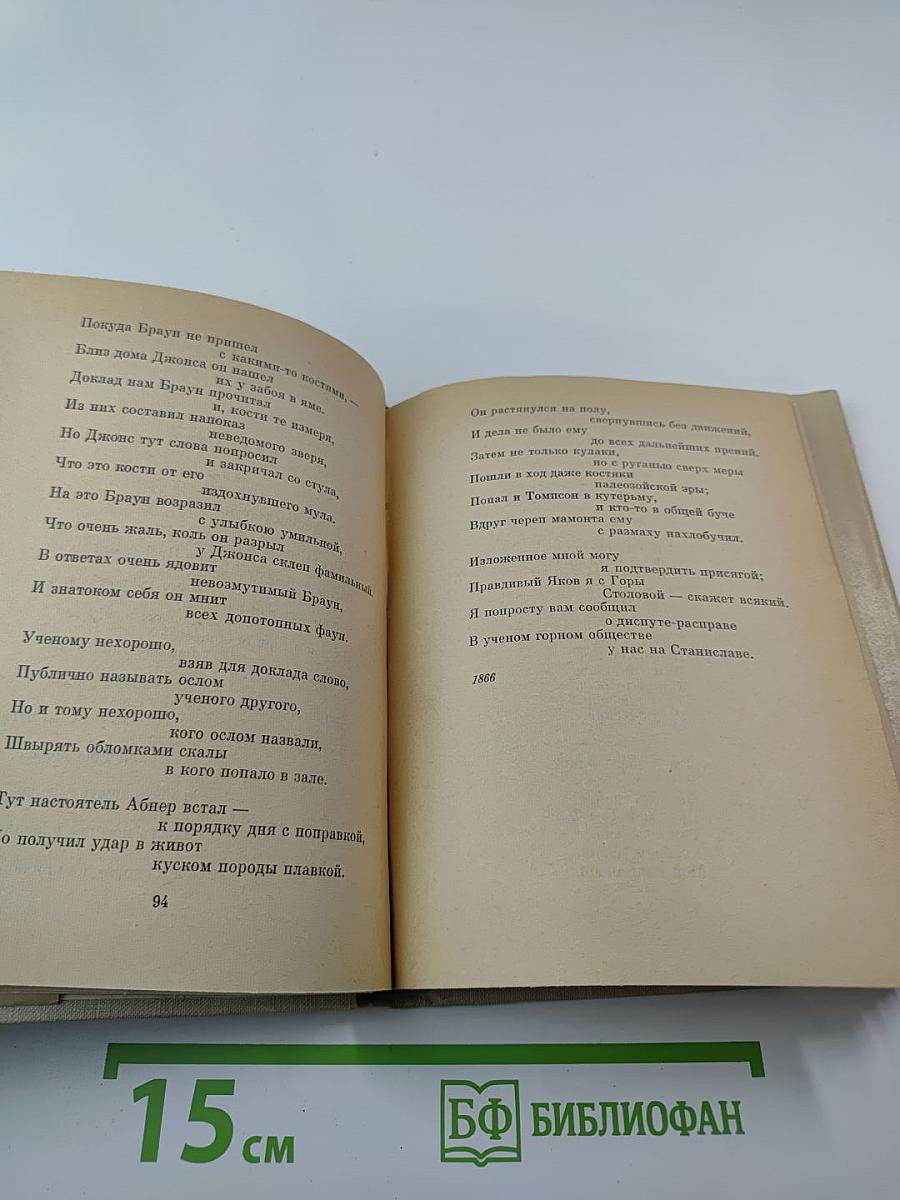 Покуда Браун не пришел
с какими-то костями, —
Близ дома Джонса он нашел
их у забоя в яме.
Доклад нам Браун прочитал
и, кости те измеря,
Из них составил напоказ
неведомого зверя,
Но Джонс тут слова попросил
и закричал со стула,
Что это кости от его
издохнувшего мула.
На это Браун возразил
с улыбкою умильной,
Что очень жаль, коль он разрыл
у Джонса склеп фамильный.
В ответах очень ядовит
невозмутимый Браун,
И знатоком себя он мнит
всех допотопных фаун.
Ученому нехорошо,
взяв для доклада слово,
Публично называть ослом
ученого другого,
Но и тому нехорошо,
кого ослом назвали,
Швырять обломками скалы
в кого попало в зале.
Тут настоятель Абнер встал —
к порядку дня с поправкой,
о получил удар в живот
куском породы плавкой.
94
Он растянулся на полу,
свернувшись без движений,
И дела не было ему
до всех дальнейших прений.
Затем не только кулаки,
но с руганью сверх меры
Пошли в ход даже костяки
палеозойской эры;
Попал и Томпсон в кутерьму,
и кто-то в общей буче
Вдруг череп мамонта ему
с размаху нахлобучил.
Изложенное мной могу
я подтвердить присягой;
Правдивый Яков я с Горы
Столовой — скажет всякий.
Я попросту вам сообщил
о диспуте-расправе
В ученом горном обществе
у нас на Станиславе.
1866
15 см
БФ БИБЛИОФАН